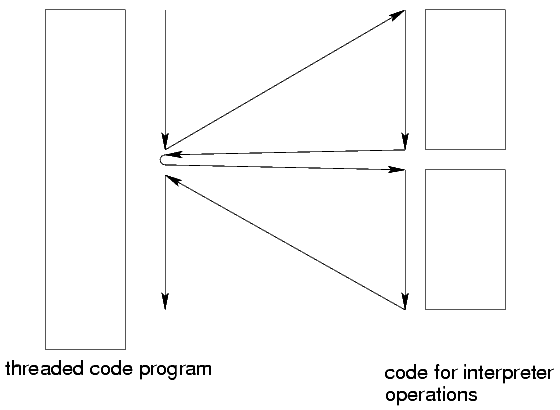 threaded code program
code for interpreter
operations